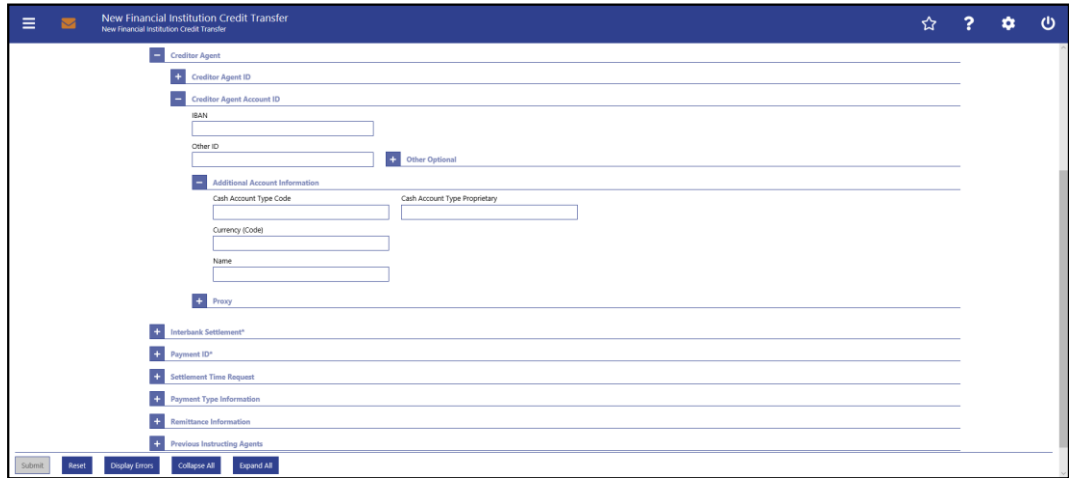 New Financial Institution Credit Transfer
New Financial Institution Credit Transfer
Creditor Agent
Creditor Agent ID
Creditor Agent Account ID
IBAN
Other ID
Other Optional
Additional Account Information
Cash Account Type Code Cash Account Type Proprietary
Currency (Code)
Name
Proxy
Interbank Settlement*
Payment ID*
Settlement Time Request
Payment Type Information
Remittance Information
Previous Instructing Agents
Submit Reset Display Errors Collapse All Expand All